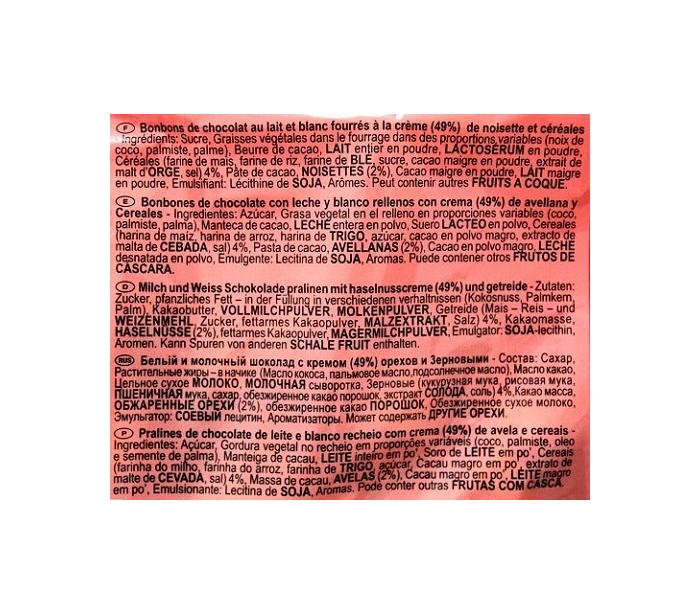 F Bonbons de chocolat au lait et blanc fourrés à la crème (49%) de noisette et céréales
Ingrédients: Sucre, Graisses végétales dans le fourrage dans des proportions variables (noix de
coco, palmiste, palme), Beurre de cacao, LAIT entier en poudre, LACTOSERUM en poudre,
Céréales (farine de mais, farine de riz, farine de BLE, sucre, cacao maigre en poudre, extrait de
malt d'ORGE, sel) 4%, Pâte de cacao, NOISETTES (2%), Cacao maigre en poudre, LAIT maigre
en poudre, Emulsifiant: Lécithine de SOJA, Arômes. Peut contenir autres FRUITS A COQUE.
E Bonbones de chocolate con leche y blanco rellenos con crema (49%) de avellana y
Cereales - Ingredientes: Azúcar, Grasa vegetal en el relleno en proporciones variables (coco,
palmiste, palma), Manteca de cacao, LECHE entera en polvo, Suero LACTEO en polvo, Cereales
(harina de maíz, harina de arroz, harina de TRIGO, azúcar, cacao en polvo magro, extracto de
malta de CEBADA, sal) 4%, Pasta de cacao, AVELLANAS (2%), Cacao en polvo magro, LECHE
desnatada en polvo, Emulgente: Lecitina de SOJA, Aromas. Puede contener otros FRUTOS DE
CÁSCARA.
D Milch und Weiss Schokolade pralinen mit haselnusscreme (49%) und getreide - Zutaten:
Zucker, pfanzliches Fett – in der Füllung in verschiedenen verhaltnissen (Kokosnuss, Palmkern,
Palm), Kakaobutter, VOLLMILCHPULVER, MOLKENPULVER, Getreide (Mais – Reis – und
WEIZENMEHL, Zucker, fettarmes Kakaopulver, MALZEXTRAKT, Salz) 4%, Kakaomasse,
HASELNUSSE (2%), fettarmes Kakaopulver, MAGERMILCHPULVER, Emulgator: SOJA-lecithin,
Aromen. Kann Spuren von anderen SCHALE FRUIT enthalten.
RUS Белый и молочный шоколад с кремом (49%) орехов и Зерновыми - Состав: Сахар,
Растительные жиры – в начике (Масло кокоса, пальмовое масло,подсолнечное масло), Масло какао,
Цельное сухое МОЛОКО, МОЛОЧНАЯ сыворотка, Зерновые (кукурузная мука, рисовая мука,
ПШЕНИЧНАЯ мука, сахар, обезжиренное какао порошок, экстракт СОЛОДА, соль) 4%,Какао масса,
ОБЖАРЕННЫЕ ОРЕХИ (2%), обезжиренное какао ПОРОШОК, Обезжиренное сухое молоко,
Эмульгатор: СОЕВЫЙ лецитин, Ароматизаторы. Может содержать ДРУГИЕ ОРЕХИ.
P Pralines de chocolate de leite e blanco recheio com crema (49%) de avela e cereais -
Ingredientes: Açúcar, Gordura vegetal no recheio em proporções variáveis (coco, palmiste, oleo
e semente de palma), Manteiga de cacau, LEITE inteiro em po', Soro de LEITE em po', Cereais
(farinha do milho, farinha do arroz, farinha de TRIGO, açúcar, Cacau magro em po', extrato de
malte de CEVADA, sal) 4%, Massa de cacau, AVELAS (2%), Cacau magro em po', LEITE magro
em po', Emulsionante: Lecitina de SOJA, Aromas. Pode conter outras FRUTAS COM CASCA.